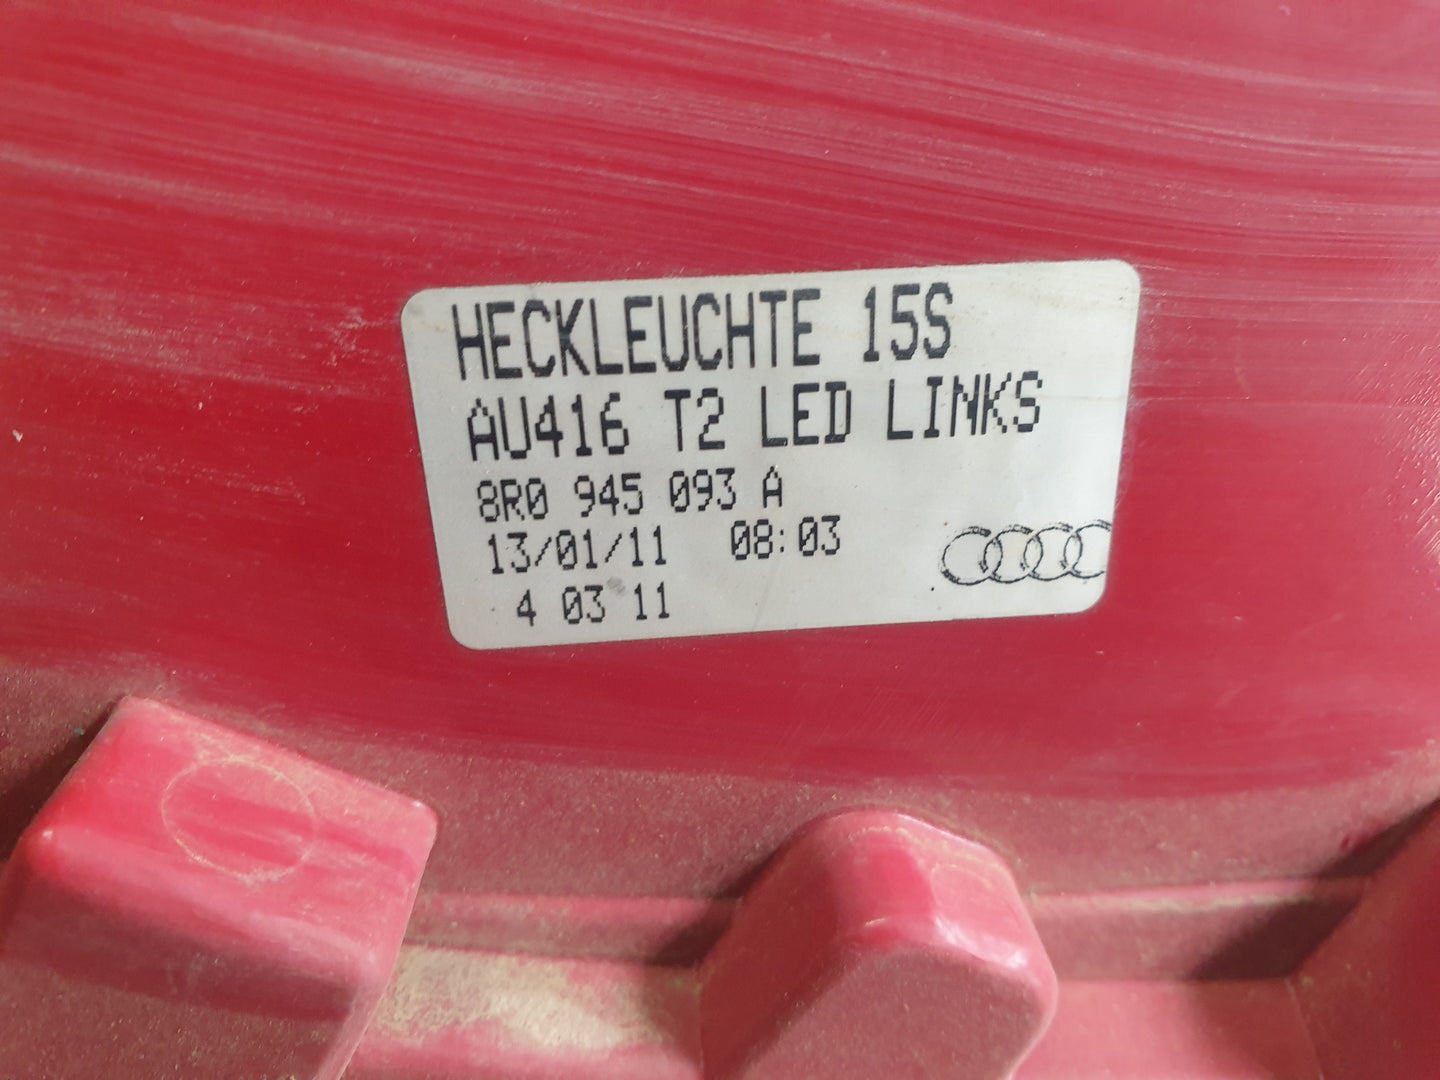 HECKLEUCHTE 15S
AU416 T2 LED LINKS
8R0 945 093 A
13/01/11 08:03
4 03 11